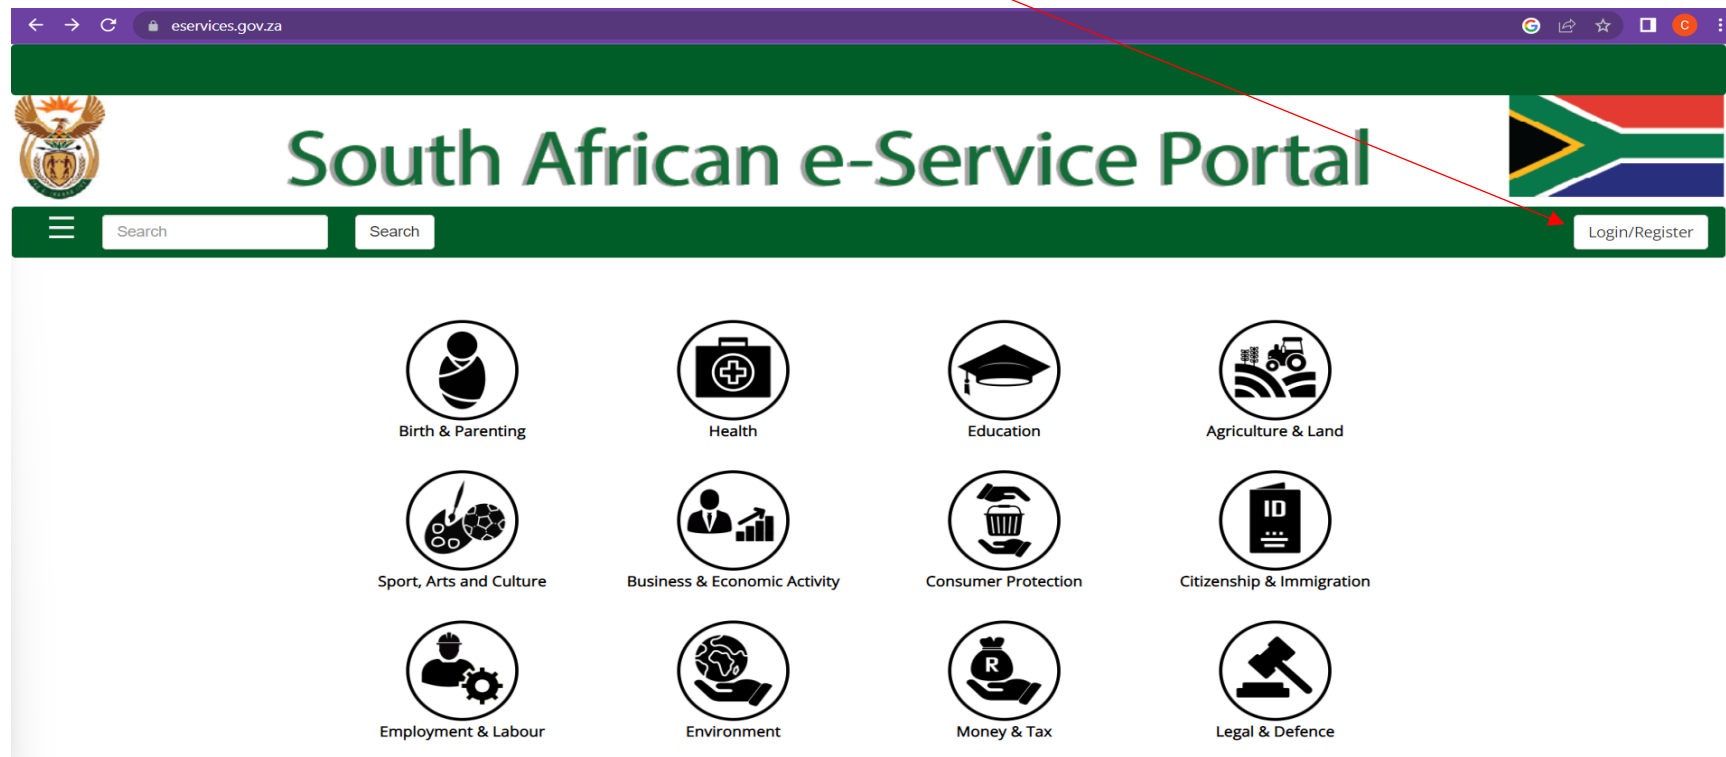 eservices.gov.za
C
South African e-Service Portal
Search
Search
Login/Register
Birth & Parenting
Health
Education
Agriculture & Land
ID
Sport, Arts and Culture
Business & Economic Activity
Consumer Protection
Citizenship & Immigration
R
Employment & Labour
Environment
Money & Tax
Legal & Defence